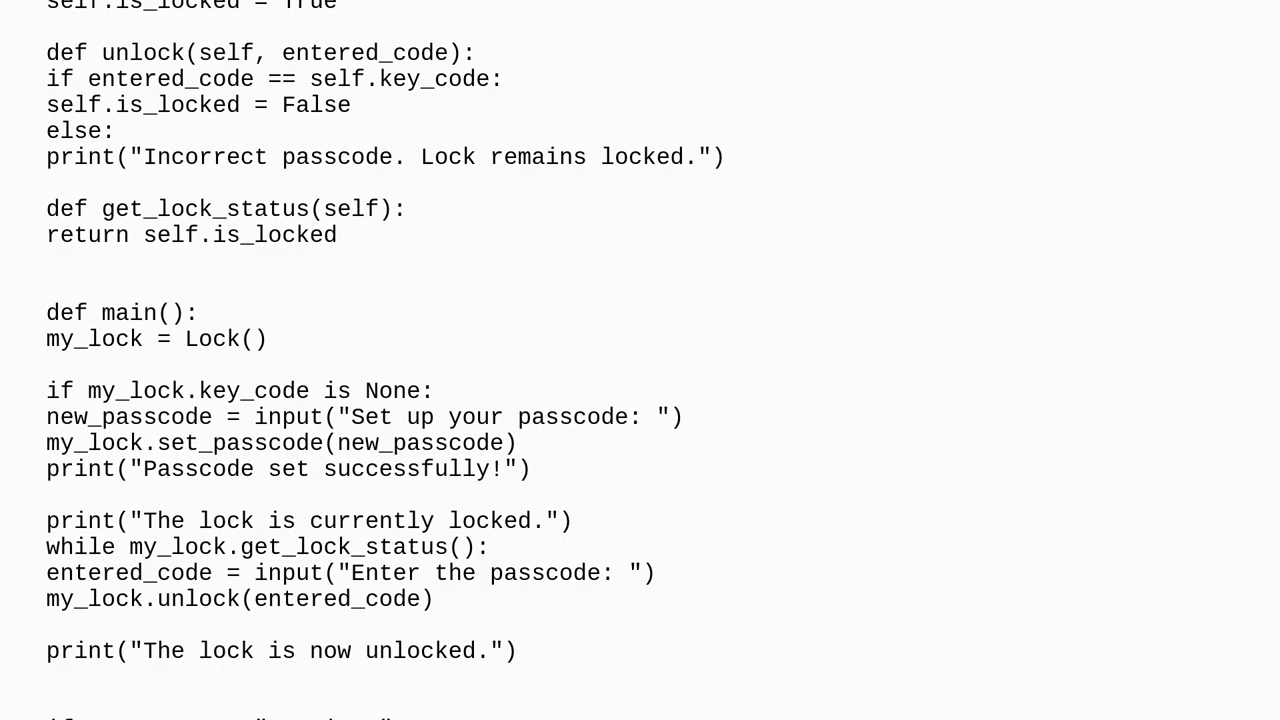 self.is_locked = True

def unlock(self, entered_code):
if entered_code == self.key_code:
self.is_locked = False
else:
print("Incorrect passcode. Lock remains locked.")

def get_lock_status(self):
return self.is_locked

def main():
my_lock = Lock()

if my_lock.key_code is None:
new_passcode = input("Set up your passcode: ")
my_lock.set_passcode(new_passcode)
print("Passcode set successfully!")

print("The lock is currently locked.")
while my_lock.get_lock_status():
entered_code = input("Enter the passcode: ")
my_lock.unlock(entered_code)

print("The lock is now unlocked.")